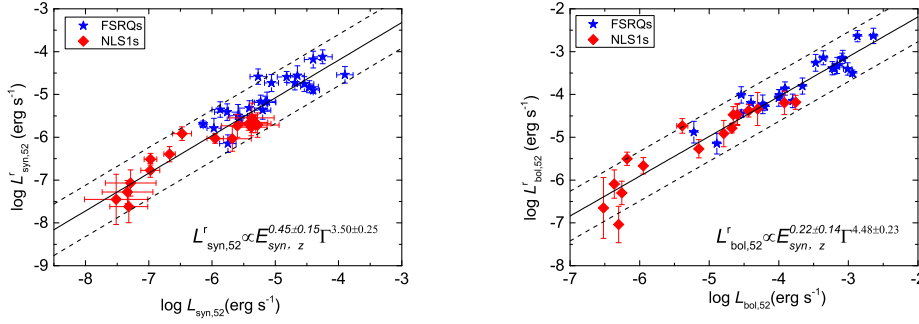 -3
-4
-5
-6
-7
-8
-9
-8
-7
-6
-5
-4
-3
log L^r_syn,52 (erg s⁻¹)
log L_syn,52 (erg s⁻¹)
FSRQs
NLS1s
L^r_syn,52 ∝ E_syn, z^0.45±0.15 Γ^3.50±0.25
-2
-3
-4
-5
-6
-7
-8
-7
-6
-5
-4
-3
-2
log L^r_bol,52 (erg s⁻¹)
log L_bol,52 (erg s⁻¹)
FSRQs
NLS1s
L^r_bol,52 ∝ E_syn, z^0.22±0.14 Γ^4.48±0.23